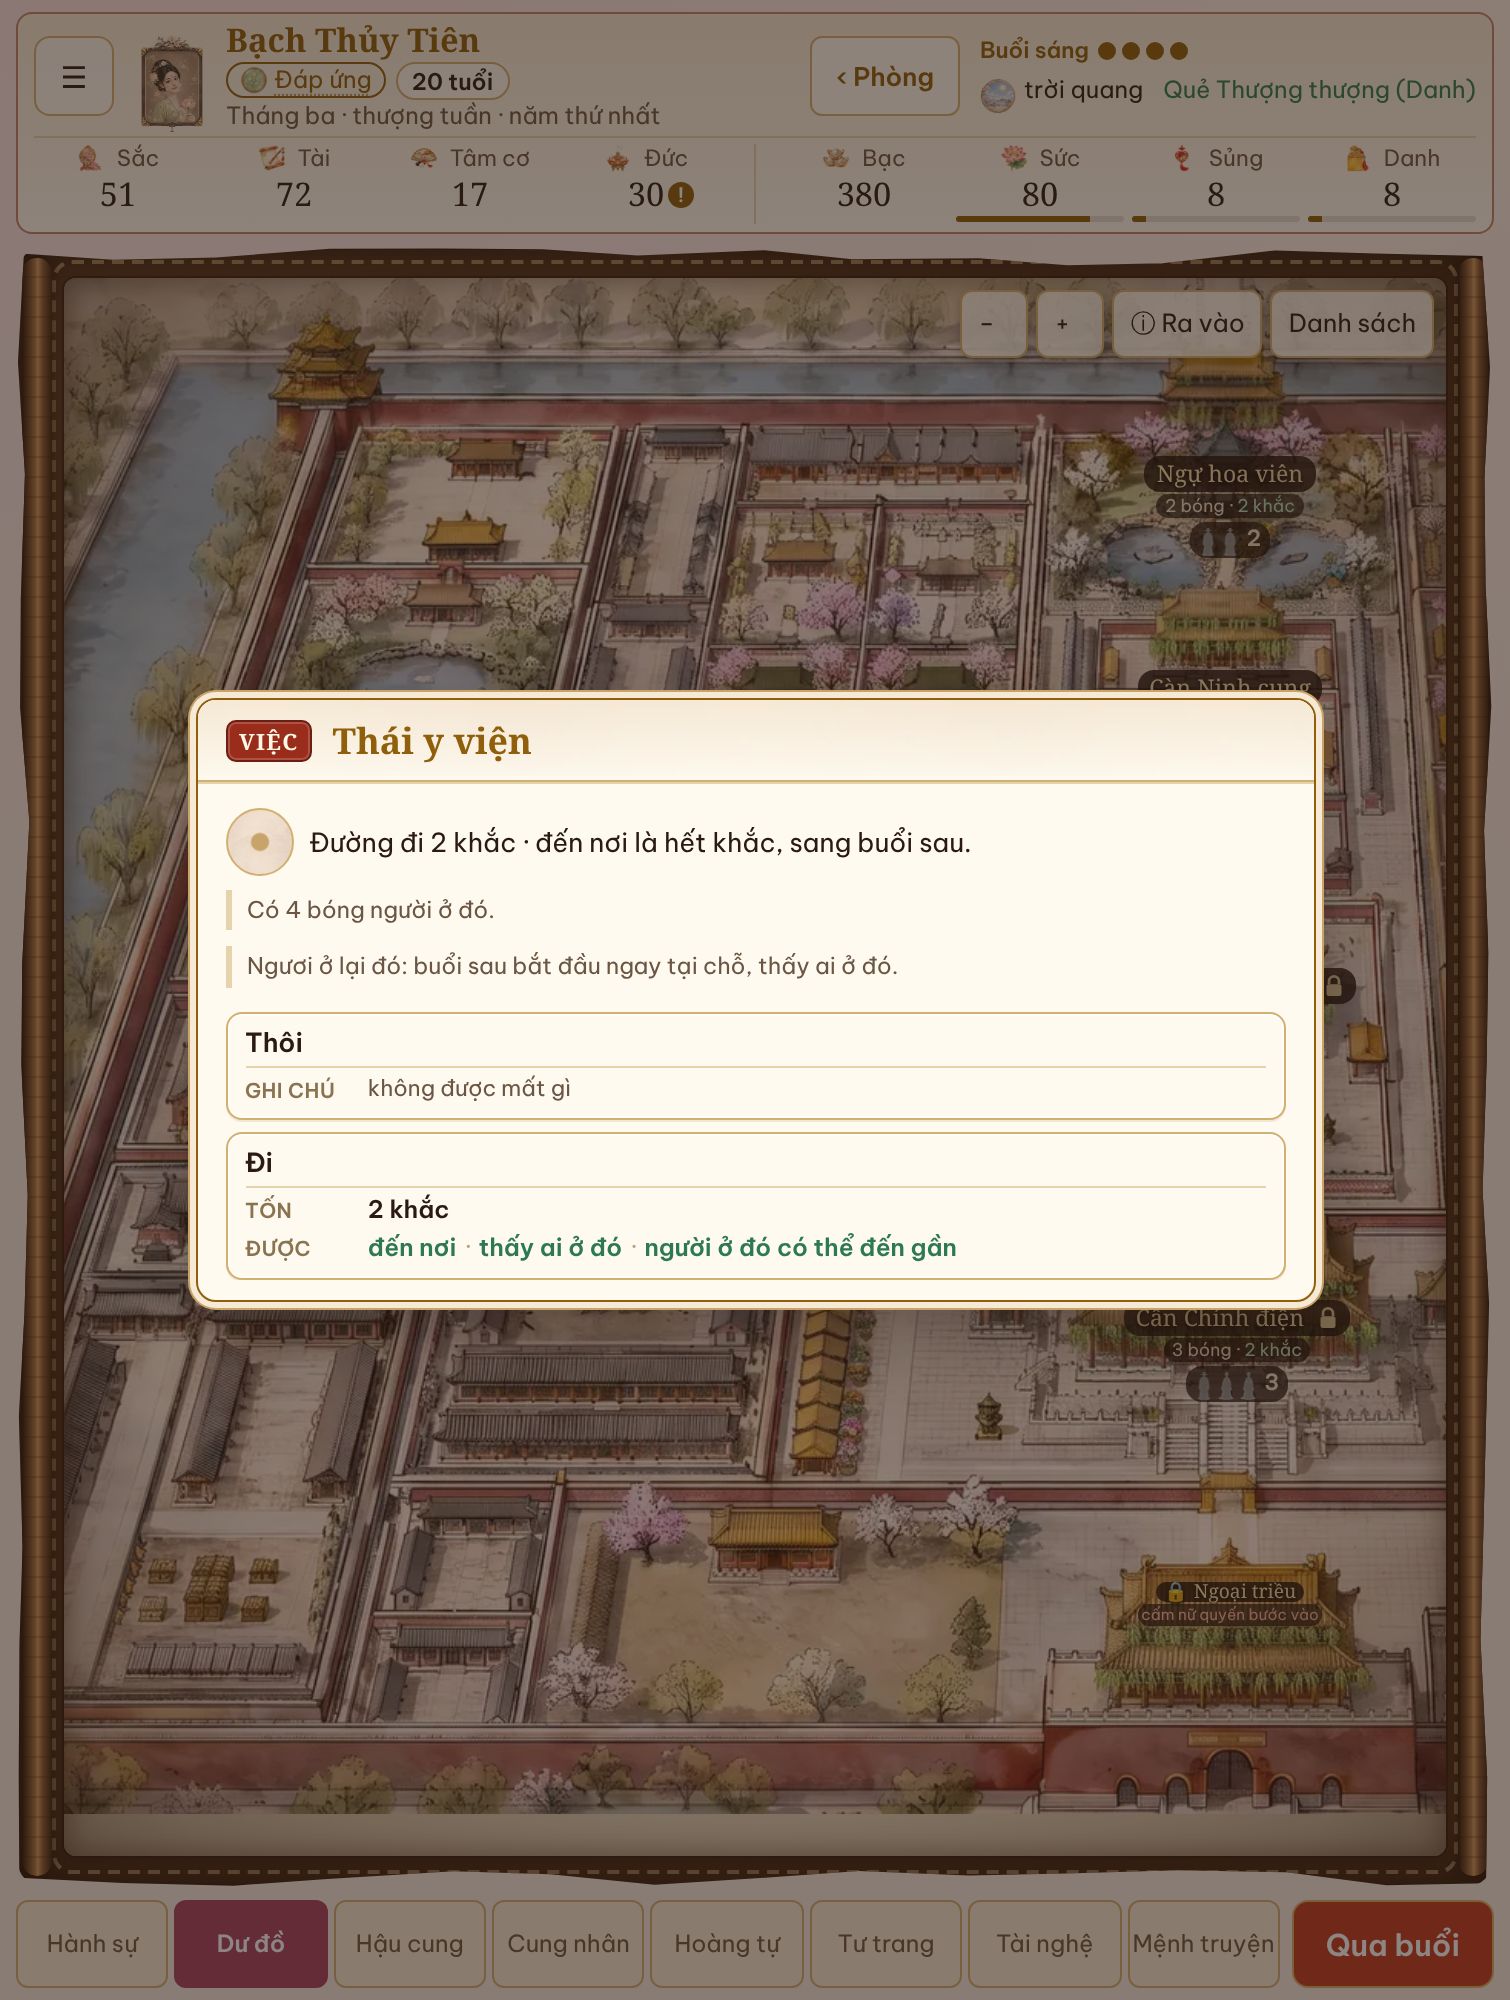 ☰
Bạch Thủy Tiên
Đáp ứng
20 tuổi
Tháng ba · thượng tuần · năm thứ nhất
‹ Phòng
Buổi sáng
trời quang
Quẻ Thượng thượng (Danh)
Sắc
51
Tài
72
Tâm cơ
17
Đức
30 !
Bạc
380
Sức
80
Sủng
8
Danh
8
−
+
ⓘ Ra vào
Danh sách
Ngự hoa viên
2 bóng · 2 khắc
2
Càn Ninh cung
VIỆC
Thái y viện
Đường đi 2 khắc · đến nơi là hết khắc, sang buổi sau.
Có 4 bóng người ở đó.
Ngươi ở lại đó: buổi sau bắt đầu ngay tại chỗ, thấy ai ở đó.
Thôi
GHI CHÚ không được mất gì
Đi
TỐN 2 khắc
ĐƯỢC đến nơi · thấy ai ở đó · người ở đó có thể đến gần
Cần Chính điện
3 bóng · 2 khắc
3
Ngoại triều
cấm nữ quyến bước vào
Hành sự
Dư đồ
Hậu cung
Cung nhân
Hoàng tự
Tư trang
Tài nghệ
Mệnh truyện
Qua buổi